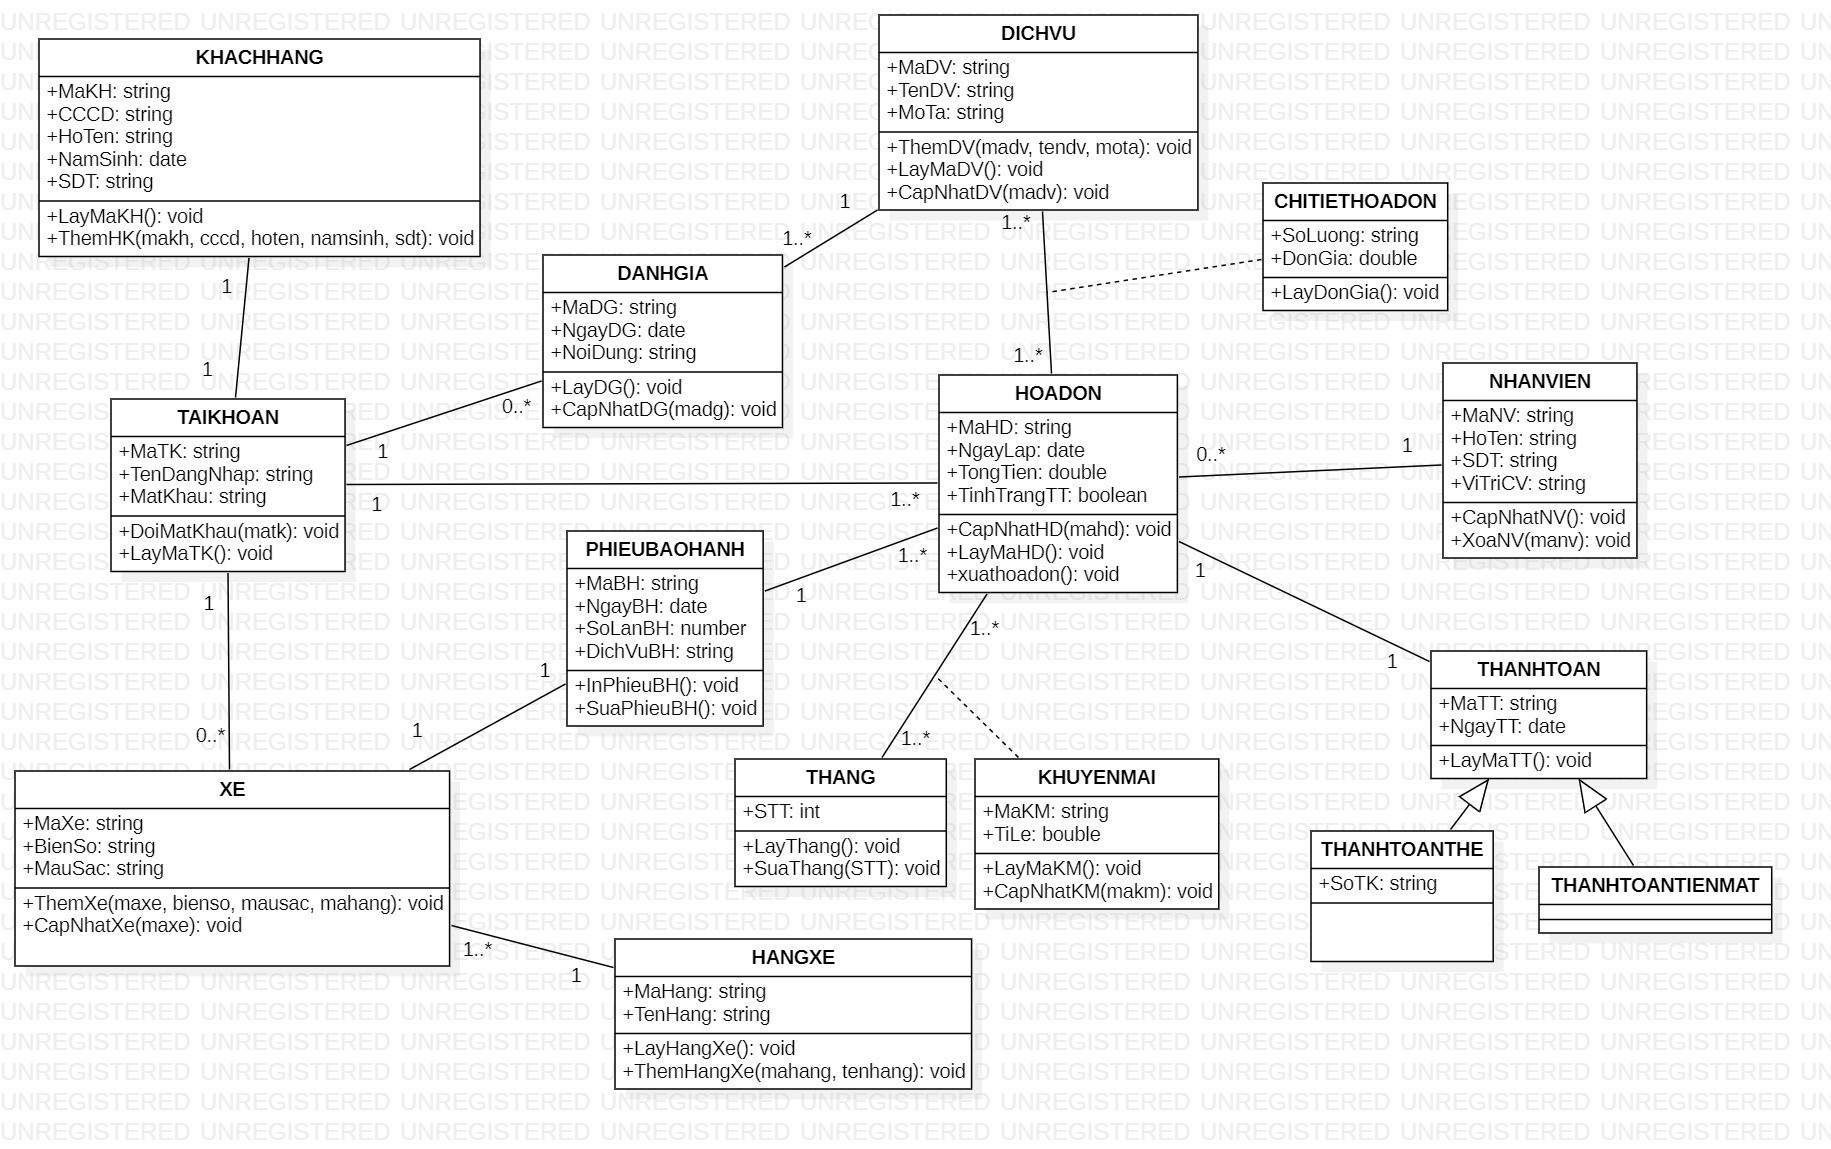 KHACHHANG
+MaKH: string
+CCCD: string
+HoTen: string
+NamSinh: date
+SDT: string
+LayMaKH(): void
+ThemHK(makh, cccd, hoten, namsinh, sdt): void
DICHVU
+MaDV: string
+TenDV: string
+MoTa: string
+ThemDV(madv, tendv, mota): void
+LayMaDV(): void
+CapNhatDV(madv): void
CHITIETHOADON
+SoLuong: string
+DonGia: double
+LayDonGia(): void
DANHGIA
+MaDG: string
+NgayDG: date
+NoiDung: string
+LayDG(): void
+CapNhatDG(madg): void
1
1..*
1..*
1..*
1
1
0..*
1
TAIKHOAN
+MaTK: string
+TenDangNhap: string
+MatKhau: string
+DoiMatKhau(matk): void
+LayMaTK(): void
HOADON
+MaHD: string
+NgayLap: date
+TongTien: double
+TinhTrangTT: boolean
+CapNhatHD(mahd): void
+LayMaHD(): void
+xuathoadon(): void
NHANVIEN
+MaNV: string
+HoTen: string
+SDT: string
+ViTriCV: string
+CapNhatNV(): void
+XoaNV(manv): void
0..*
1
1
1..*
1..*
1
1
1
PHIEUBAOHANH
+MaBH: string
+NgayBH: date
+SoLanBH: number
+DichVuBH: string
+InPhieuBH(): void
+SuaPhieuBH(): void
1
0..*
1
1
1..*
1..*
THANHTOAN
+MaTT: string
+NgayTT: date
+LayMaTT(): void
XE
+MaXe: string
+BienSo: string
+MauSac: string
+ThemXe(maxe, bienso, mausac, mahang): void
+CapNhatXe(maxe): void
THANG
+STT: int
+LayThang(): void
+SuaThang(STT): void
KHUYENMAI
+MaKM: string
+TiLe: bouble
+LayMaKM(): void
+CapNhatKM(makm): void
THANHTOANTHE
+SoTK: string
THANHTOANTIENMAT
1..*
1
HANGXE
+MaHang: string
+TenHang: string
+LayHangXe(): void
+ThemHangXe(mahang, tenhang): void
UNREGISTERED